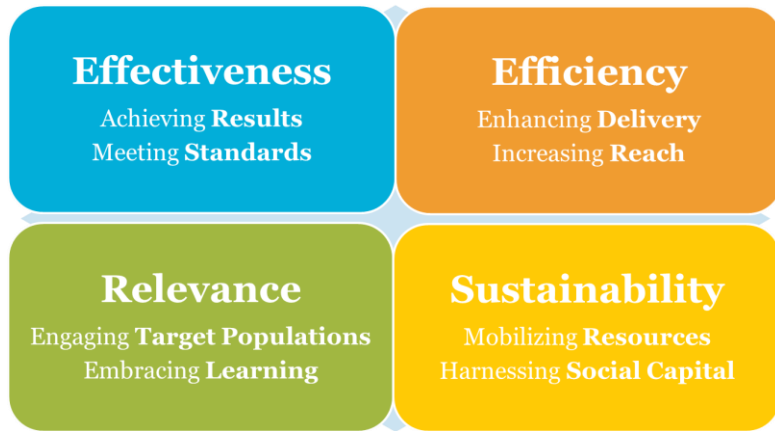 Effectiveness
Achieving Results
Meeting Standards
Efficiency
Enhancing Delivery
Increasing Reach
Relevance
Engaging Target Populations
Embracing Learning
Sustainability
Mobilizing Resources
Harnessing Social Capital